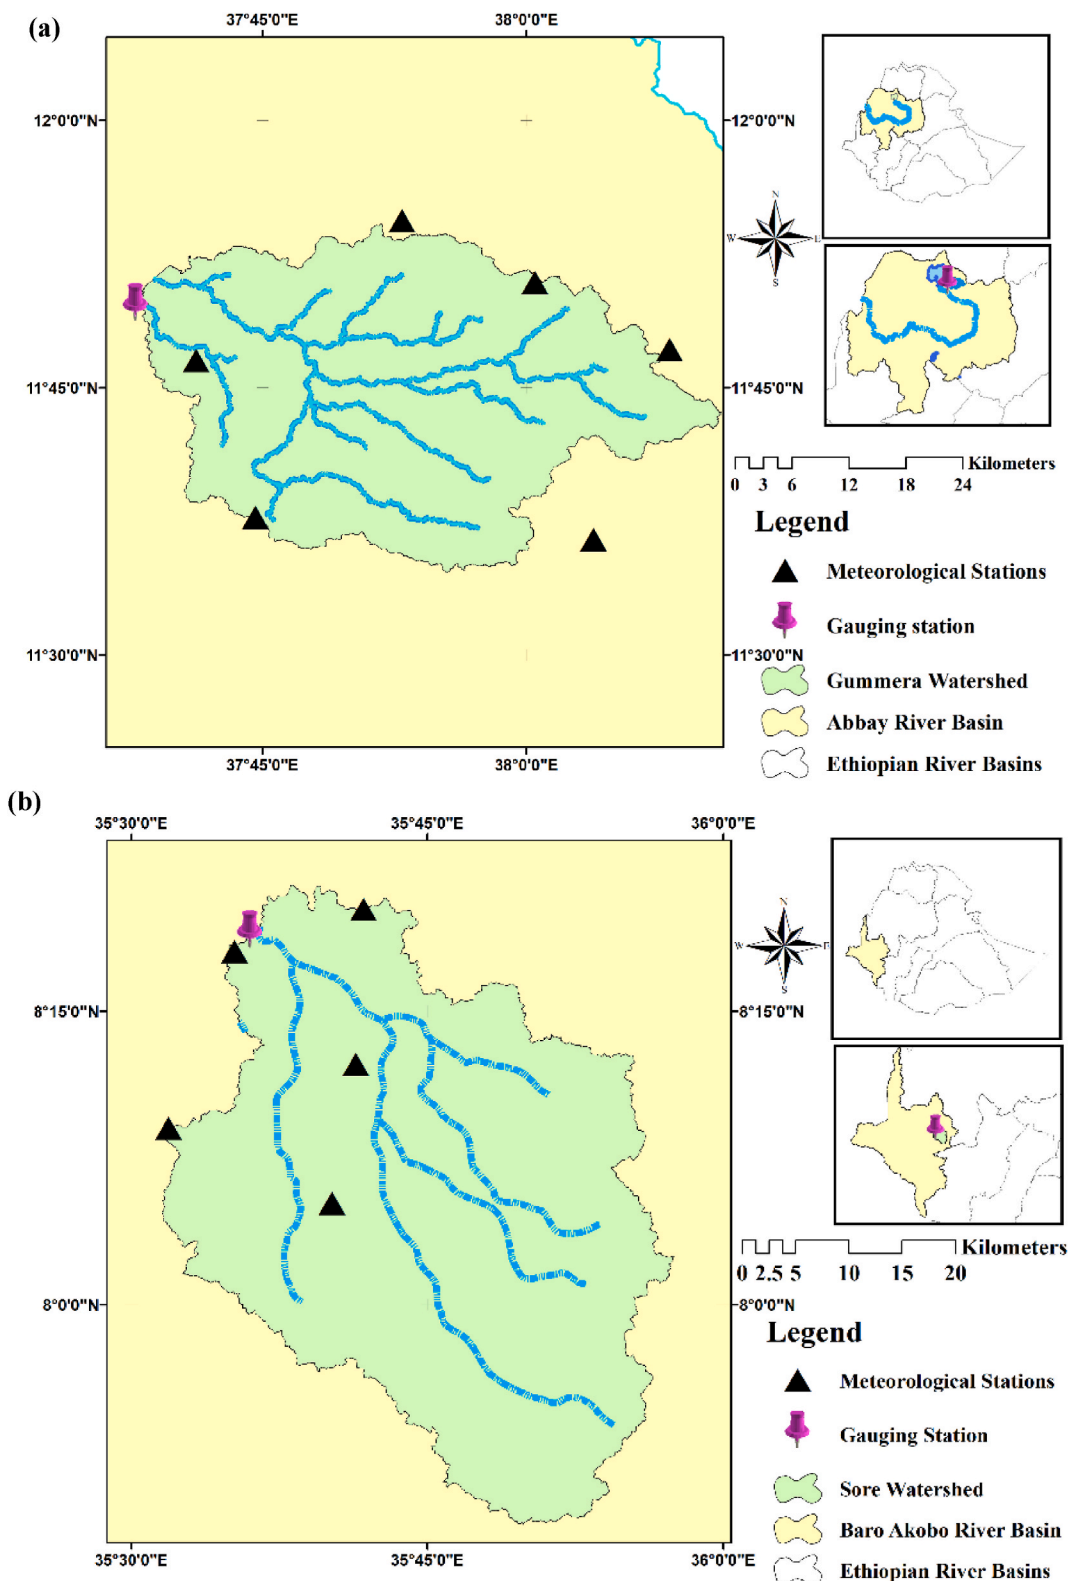 (a)
37°45'0"E
38°0'0"E
12°0'0"N
12°0'0"N
N
W
E
S
11°45'0"N
11°45'0"N
Kilometers
0 3 6 12 18 24
Legend
Meteorological Stations
Gauging station
11°30'0"N
11°30'0"N
Gummera Watershed
Abbay River Basin
Ethiopian River Basins
37°45'0"E
38°0'0"E
(b)
35°30'0"E
35°45'0"E
36°0'0"E
N
W
E
S
8°15'0"N
8°15'0"N
Kilometers
0 2.5 5 10 15 20
8°0'0"N
8°0'0"N
Legend
Meteorological Stations
Gauging Station
Sore Watershed
Baro Akobo River Basin
Ethiopian River Basins
35°30'0"E
35°45'0"E
36°0'0"E